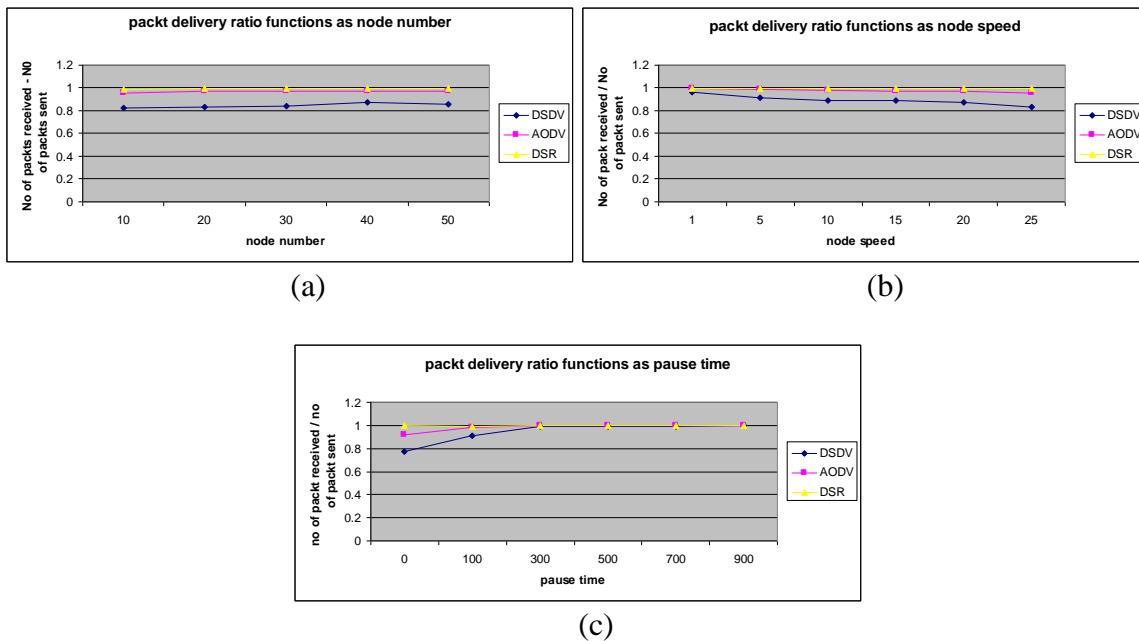 packt delivery ratio functions as node number
No of packts received - N0
of packts sent
1.2
1
0.8
0.6
0.4
0.2
0
10 20 30 40 50
node number
DSDV
AODV
DSR
(a)
packt delivery ratio functions as node speed
No of pack received / No
of packt sent
1.2
1
0.8
0.6
0.4
0.2
0
1 5 10 15 20 25
node speed
DSDV
AODV
DSR
(b)
packt delivery ratio functions as pause time
no of packt received / no
of packt sent
1.2
1
0.8
0.6
0.4
0.2
0
0 100 300 500 700 900
pause time
DSDV
AODV
DSR
(c)